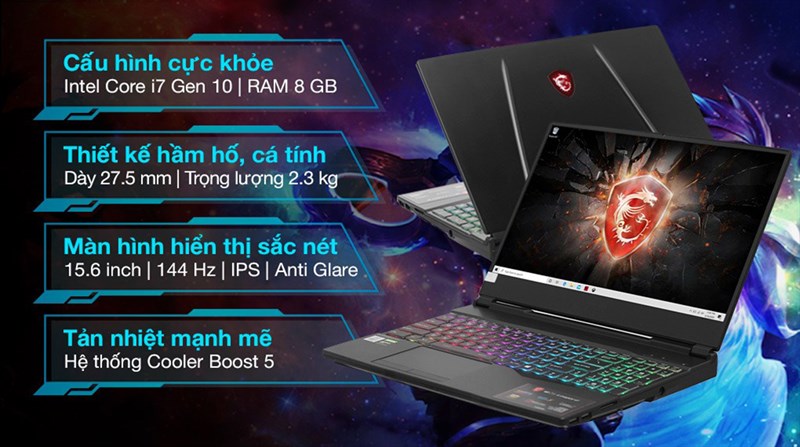 Cấu hình cực khỏe
Intel Core i7 Gen 10 | RAM 8 GB
Thiết kế hầm hố, cá tính
Dày 27.5 mm | Trọng lượng 2.3 kg
Màn hình hiển thị sắc nét
15.6 inch | 144 Hz | IPS | Anti Glare
Tản nhiệt mạnh mẽ
Hệ thống Cooler Boost 5